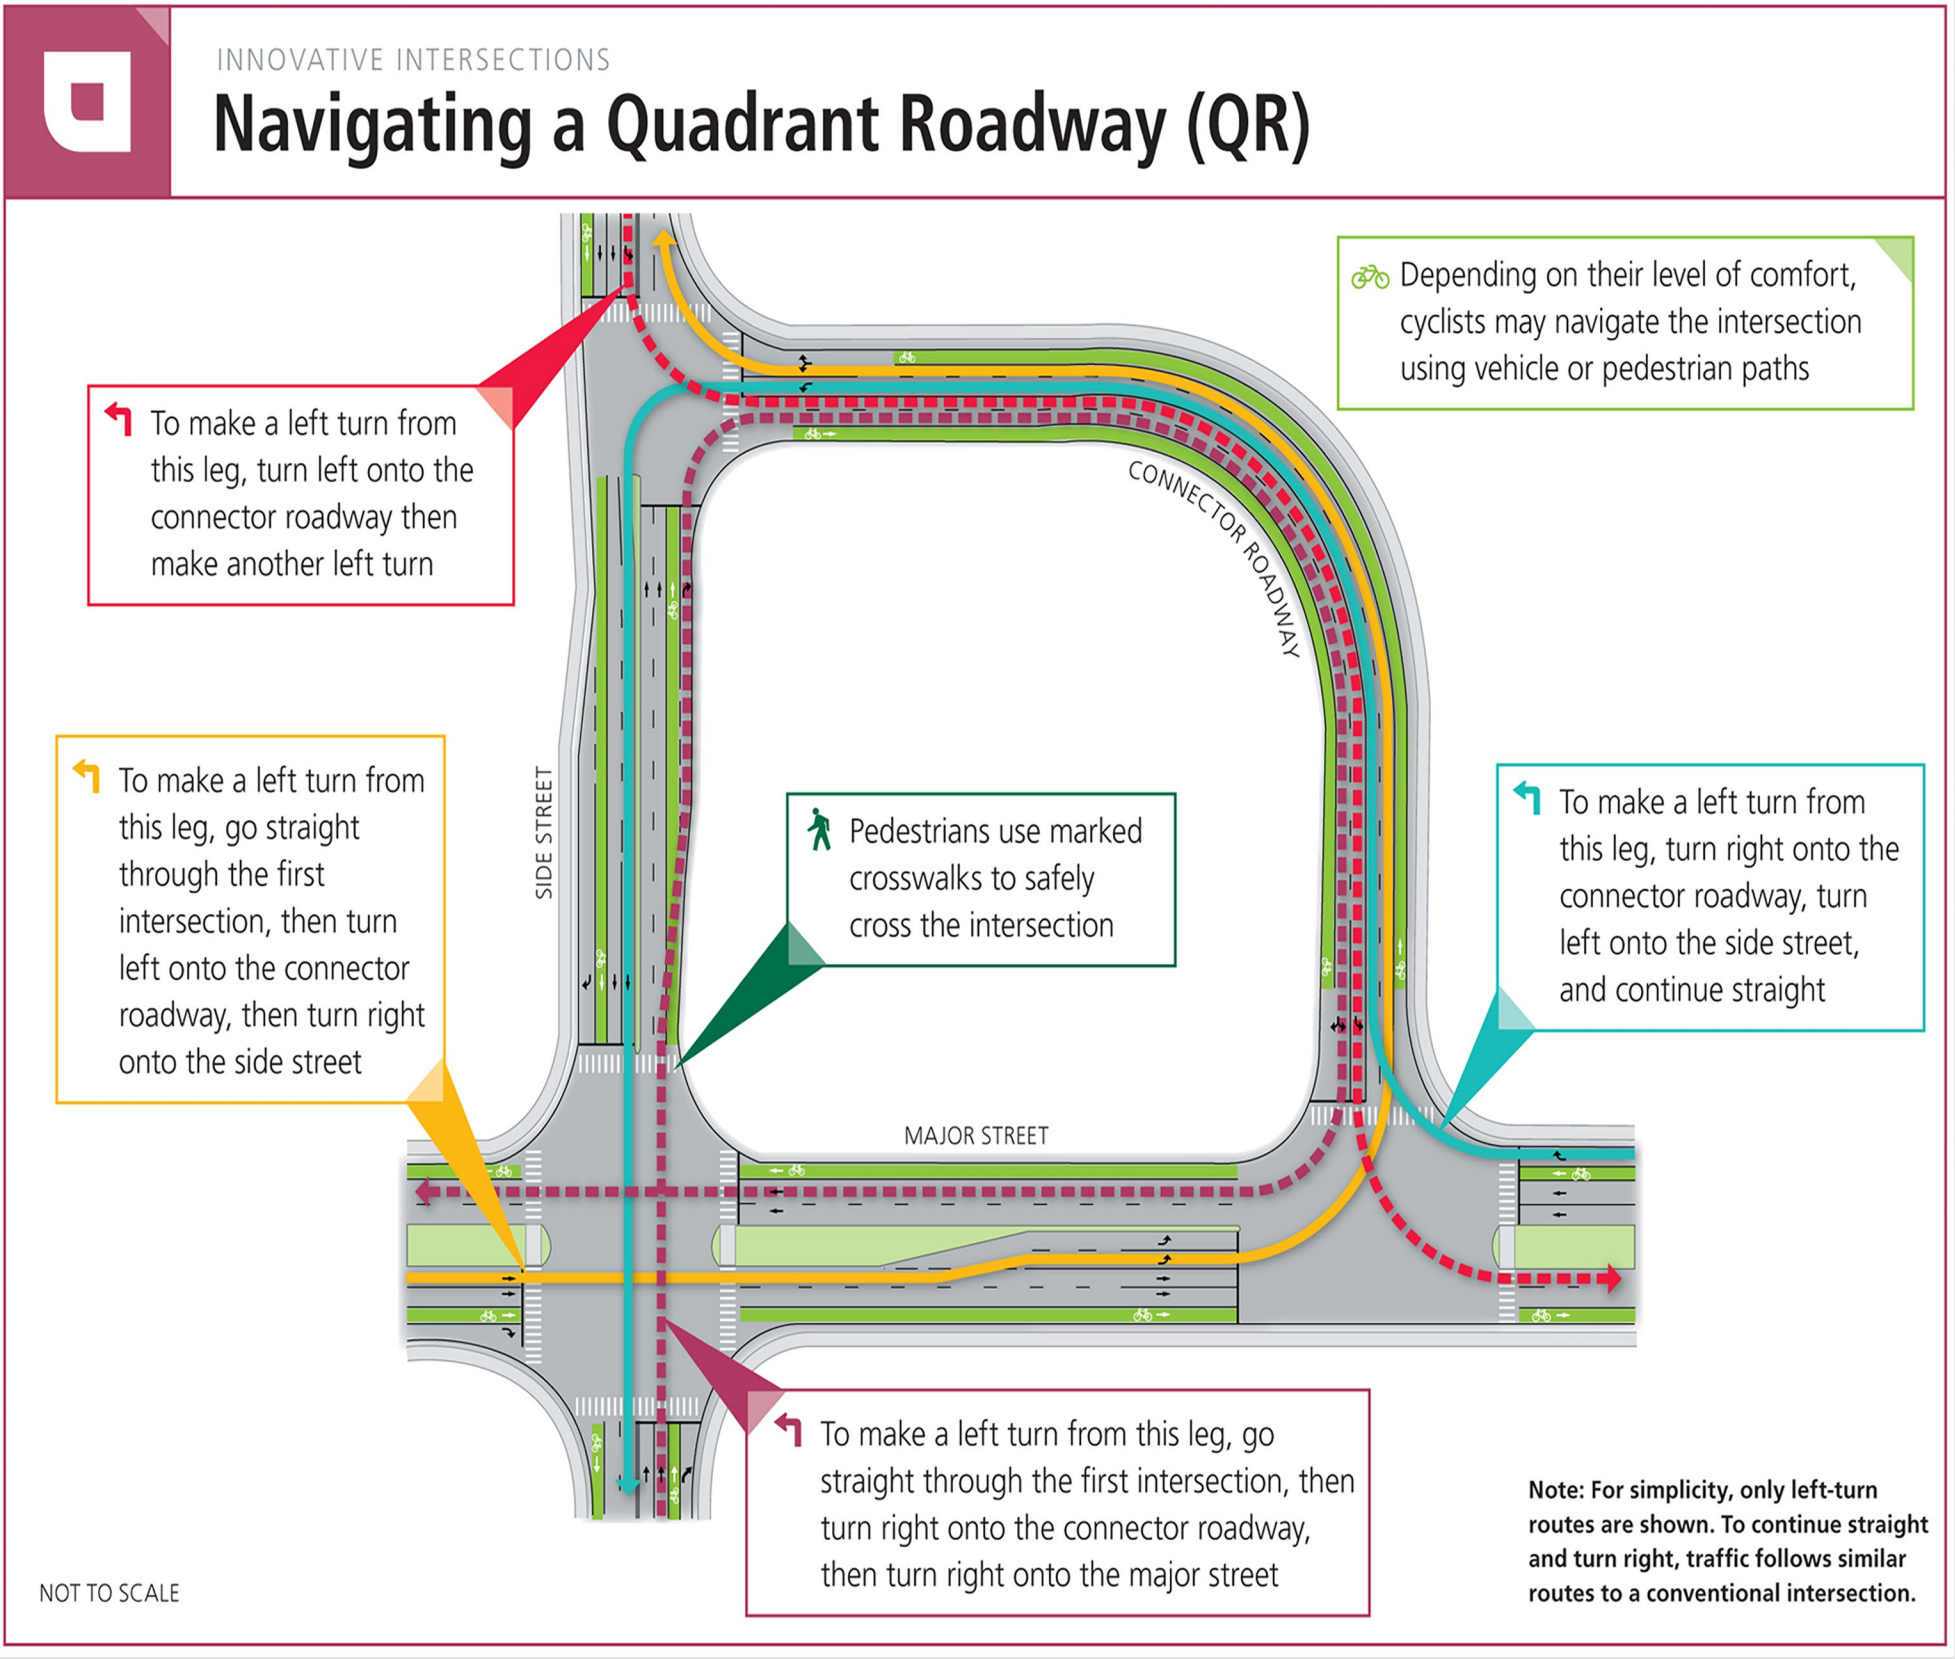 INNOVATIVE INTERSECTIONS
Navigating a Quadrant Roadway (QR)
Depending on their level of comfort,
cyclists may navigate the intersection
using vehicle or pedestrian paths
To make a left turn from
this leg, turn left onto the
connector roadway then
make another left turn
CONNECTOR ROADWAY
To make a left turn from
this leg, go straight
through the first
intersection, then turn
left onto the connector
roadway, then turn right
onto the side street
SIDE STREET
Pedestrians use marked
crosswalks to safely
cross the intersection
To make a left turn from
this leg, turn right onto the
connector roadway, turn
left onto the side street,
and continue straight
MAJOR STREET
To make a left turn from this leg, go
straight through the first intersection, then
turn right onto the connector roadway,
then turn right onto the major street
Note: For simplicity, only left-turn
routes are shown. To continue straight
and turn right, traffic follows similar
routes to a conventional intersection.
NOT TO SCALE